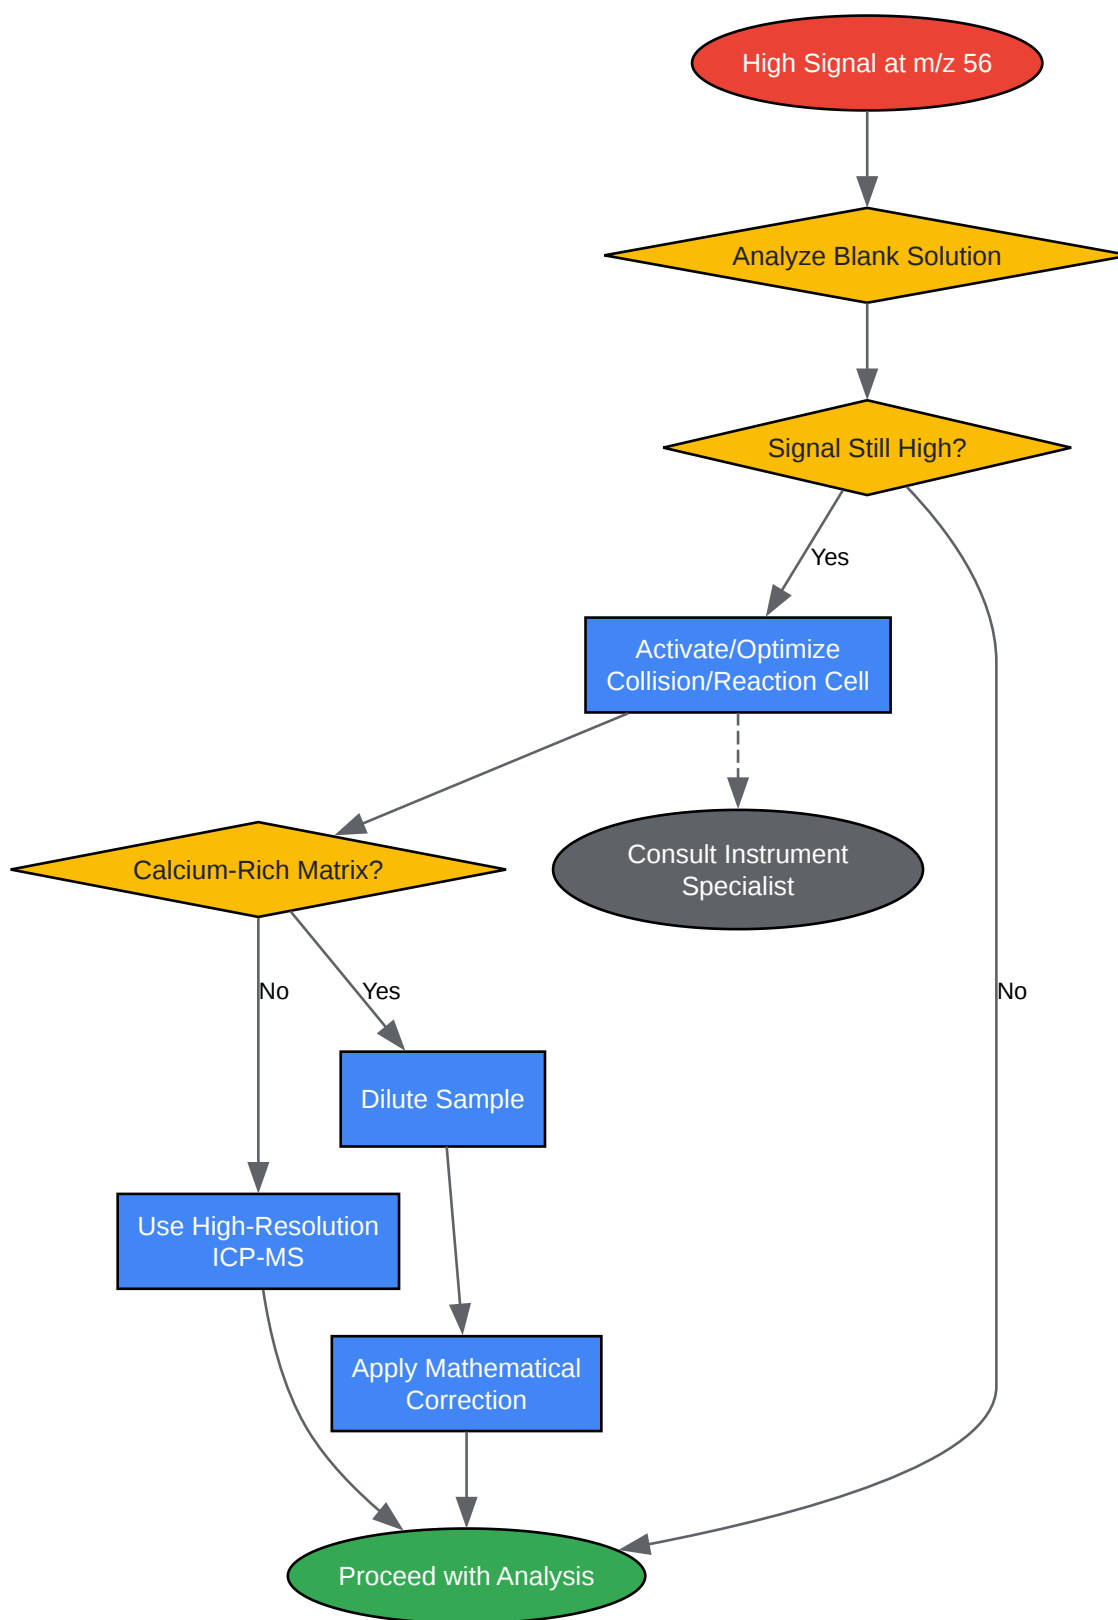 High Signal at m/z 56
Analyze Blank Solution
Signal Still High?
Yes
Activate/Optimize
Collision/Reaction Cell
Calcium-Rich Matrix?
Consult Instrument
Specialist
No
Yes
No
Dilute Sample
Use High-Resolution
ICP-MS
Apply Mathematical
Correction
Proceed with Analysis